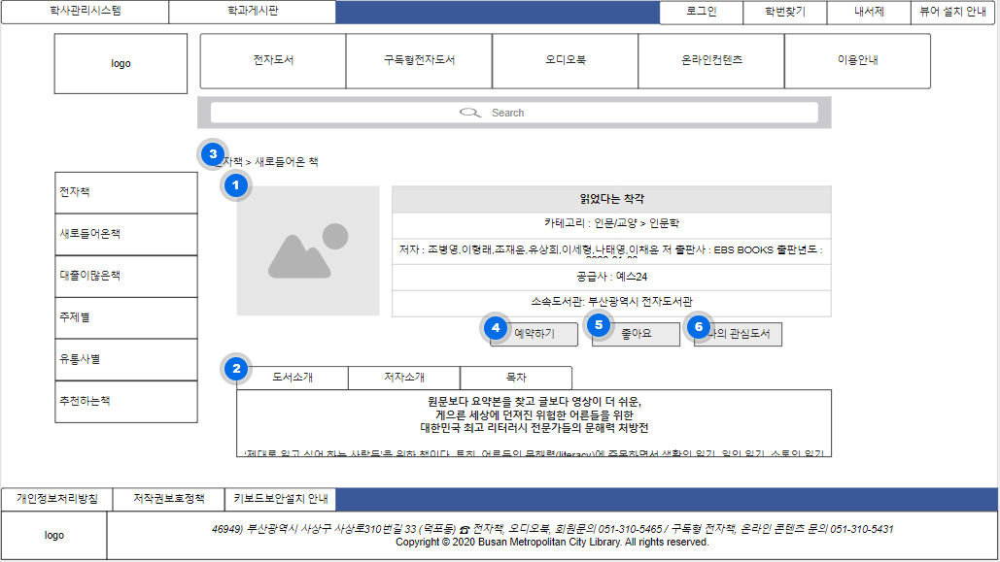 학사관리시스템
학과게시판
로그인
학번찾기
내서제
뷰어 설치 안내
logo
전자도서
구독형전자도서
오디오북
온라인컨텐츠
이용안내
Search
3
전자책 > 새로들어온 책
1
전자책
새로들어온책
대출이많은책
주제별
유통사별
추천하는책
읽었다는 착각
카테고리 : 인문/교양 > 인문학
저자 : 조병영,이형래,조재윤,유상희,이세형,나태영,이채윤 저 출판사 : EBS BOOKS 출판년도 :
공급사 : 예스24
소속도서관: 부산광역시 전자도서관
4 예약하기
5 좋아요
6 나의 관심도서
2
도서소개
저자소개
목차
원문보다 요약본을 찾고 글보다 영상이 더 쉬운,
게으른 세상에 던져진 위험한 어른들을 위한
대한민국 최고 리터러시 전문가들의 문해력 처방전
'제대로 읽고 싶어 하는 사람들'을 위한 책이다. 특히, 어른들의 문해력(literacy)에 주목하면서 생활의 읽기, 일의 읽기, 소통의 읽기
개인정보처리방침
저작권보호정책
키보드보안설치 안내
logo
46949) 부산광역시 사상구 사상로310번길 33 (덕포동) ☎ 전자책, 오디오북, 회원문의 051-310-5465 / 구독형 전자책, 온라인 콘텐츠 문의 051-310-5431
Copyright © 2020 Busan Metropolitan City Library. All rights reserved.